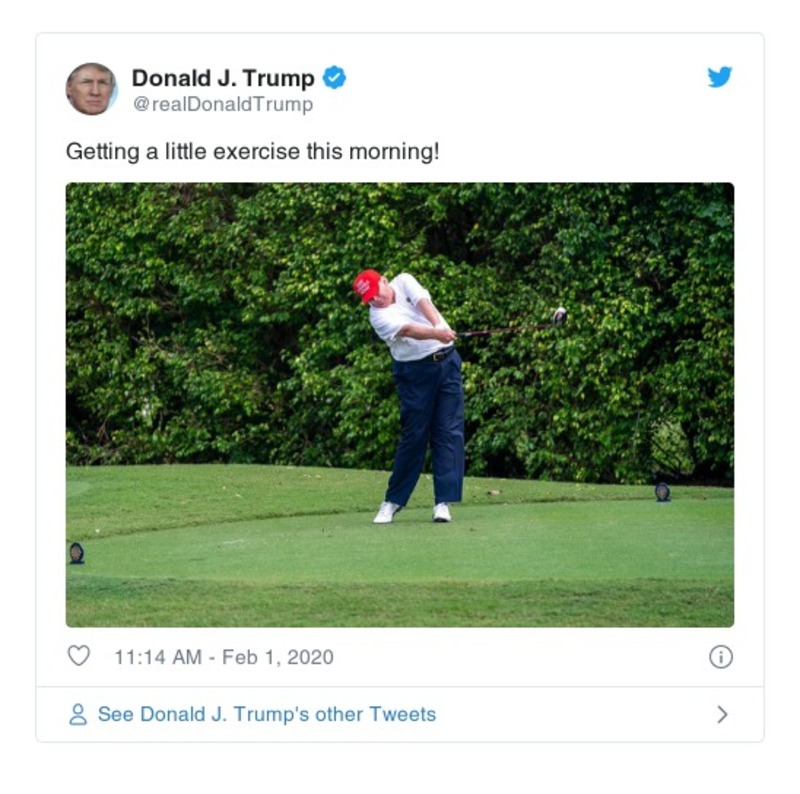 Donald J. Trump
@realDonaldTrump
Getting a little exercise this morning!
11:14 AM - Feb 1, 2020
See Donald J. Trump's other Tweets